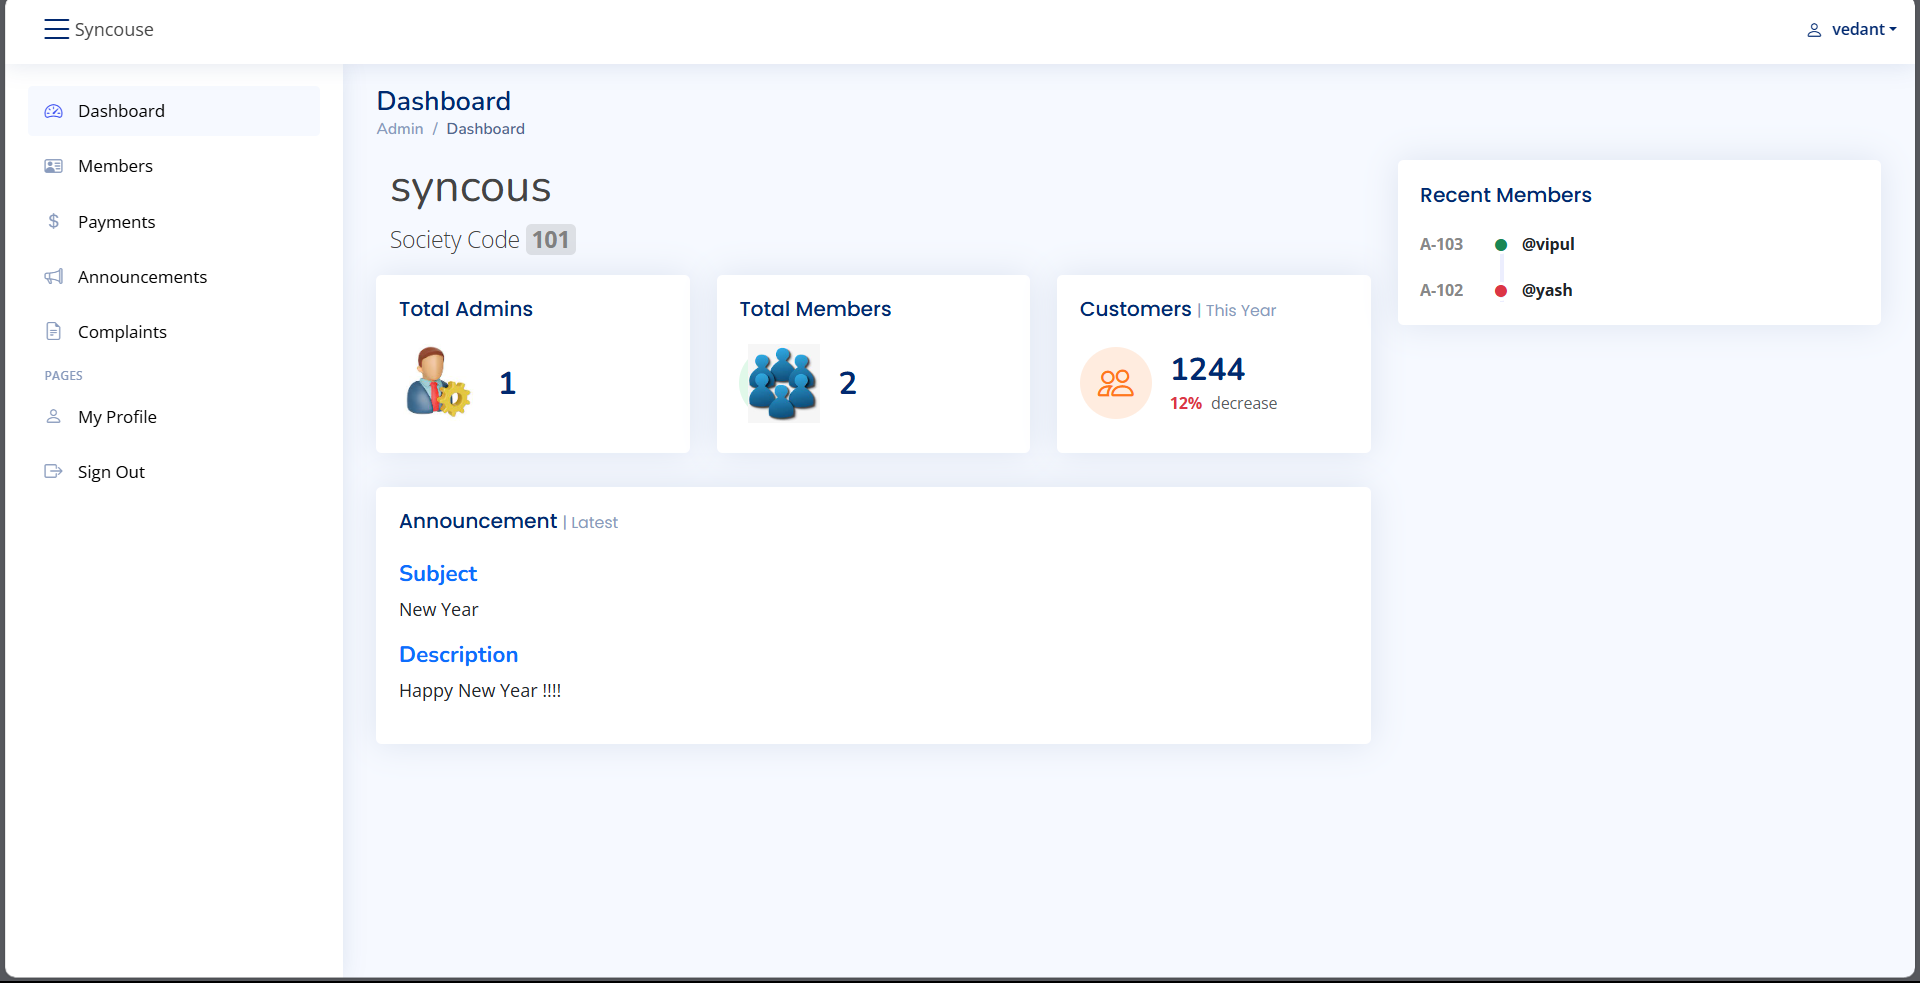 Syncouse
vedant
Dashboard
Members
Payments
Announcements
Complaints
PAGES
My Profile
Sign Out
Dashboard
Admin / Dashboard
syncous
Society Code 101
Total Admins
1
Total Members
2
Customers | This Year
1244
12% decrease
Announcement | Latest
Subject
New Year
Description
Happy New Year !!!!
Recent Members
A-103 @vipul
A-102 @yash